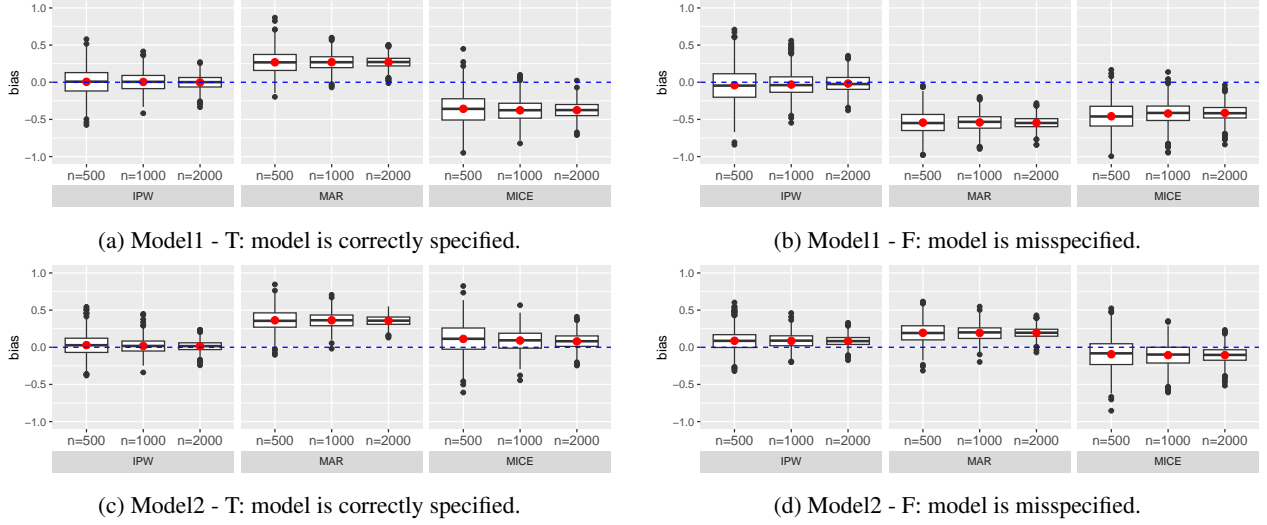 1.0
0.5
0.0
−0.5
−1.0
bias
n=500 n=1000 n=2000 n=500 n=1000 n=2000 n=500 n=1000 n=2000
IPW MAR MICE
(a) Model1 - T: model is correctly specified.
1.0
0.5
0.0
−0.5
−1.0
bias
n=500 n=1000 n=2000 n=500 n=1000 n=2000 n=500 n=1000 n=2000
IPW MAR MICE
(b) Model1 - F: model is misspecified.
1.0
0.5
0.0
−0.5
−1.0
bias
n=500 n=1000 n=2000 n=500 n=1000 n=2000 n=500 n=1000 n=2000
IPW MAR MICE
(c) Model2 - T: model is correctly specified.
1.0
0.5
0.0
−0.5
−1.0
bias
n=500 n=1000 n=2000 n=500 n=1000 n=2000 n=500 n=1000 n=2000
IPW MAR MICE
(d) Model2 - F: model is misspecified.